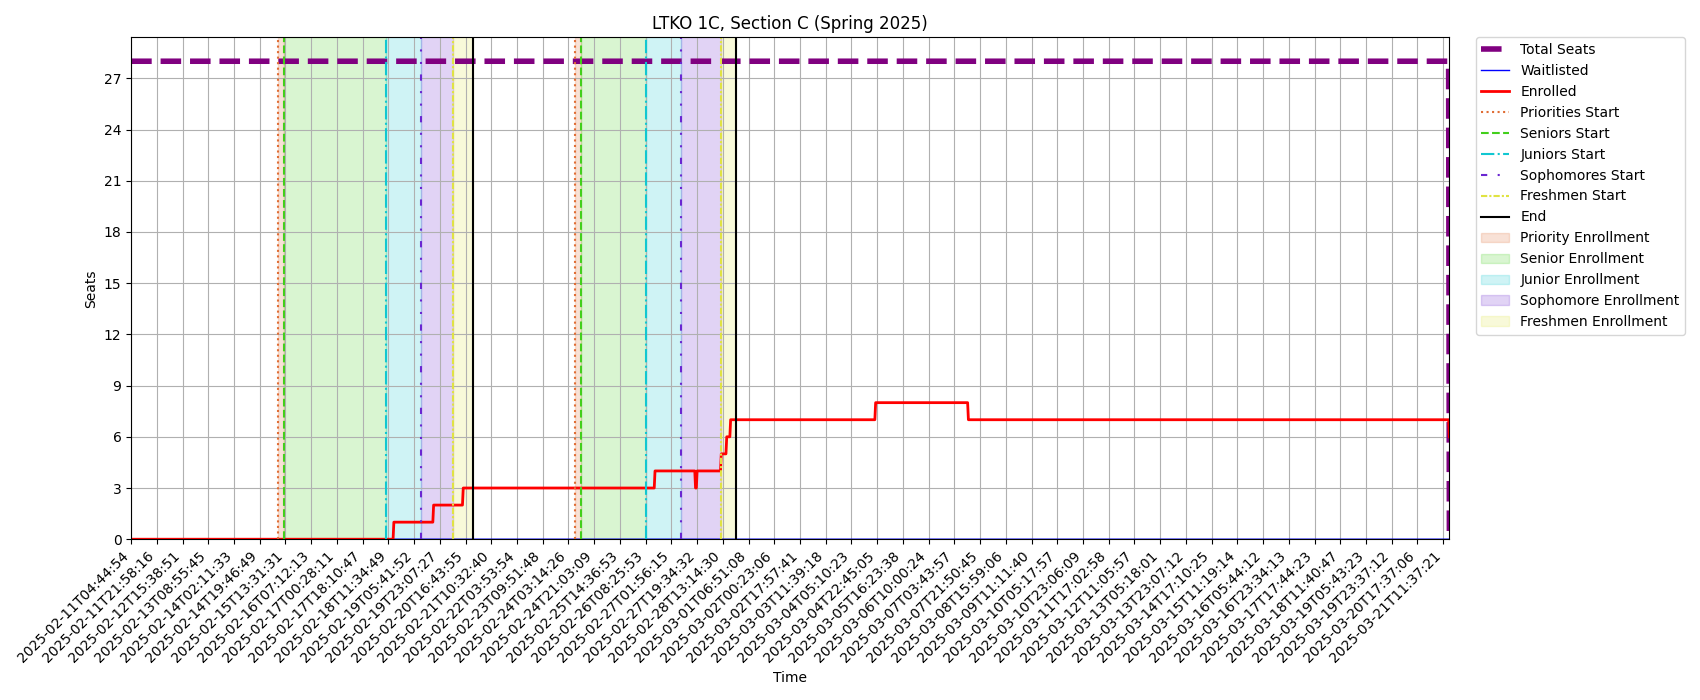 LTKO 1C, Section C (Spring 2025)
Total Seats
Waitlisted
Enrolled
Priorities Start
Seniors Start
Juniors Start
Sophomores Start
Freshmen Start
End
Priority Enrollment
Senior Enrollment
Junior Enrollment
Sophomore Enrollment
Freshmen Enrollment
Seats
27
24
21
18
15
12
9
6
3
0
2025-02-11T04:44:54
2025-02-11T21:58:16
2025-02-12T15:38:51
2025-02-13T08:55:45
2025-02-14T02:11:33
2025-02-14T19:46:49
2025-02-15T13:31:31
2025-02-16T07:12:13
2025-02-17T00:28:11
2025-02-17T18:10:47
2025-02-18T11:34:49
2025-02-19T05:41:52
2025-02-19T23:07:27
2025-02-20T16:43:55
2025-02-21T10:32:40
2025-02-22T03:53:54
2025-02-23T09:51:48
2025-02-24T03:14:26
2025-02-24T21:03:09
2025-02-25T14:36:53
2025-02-26T08:25:53
2025-02-27T01:56:15
2025-02-27T19:34:32
2025-02-28T13:14:30
2025-03-01T06:51:08
2025-03-02T00:23:06
2025-03-02T17:57:41
2025-03-03T11:39:18
2025-03-04T05:10:23
2025-03-04T22:45:05
2025-03-05T16:23:38
2025-03-06T10:00:24
2025-03-07T03:43:57
2025-03-07T21:50:45
2025-03-08T15:59:06
2025-03-09T11:11:40
2025-03-10T05:17:57
2025-03-10T23:06:09
2025-03-11T17:02:58
2025-03-12T11:05:57
2025-03-13T05:18:01
2025-03-13T23:07:12
2025-03-14T17:10:25
2025-03-15T11:19:14
2025-03-16T05:44:12
2025-03-16T23:34:13
2025-03-17T17:44:23
2025-03-18T11:40:47
2025-03-19T05:43:23
2025-03-19T23:37:12
2025-03-20T17:37:06
2025-03-21T11:37:21
Time